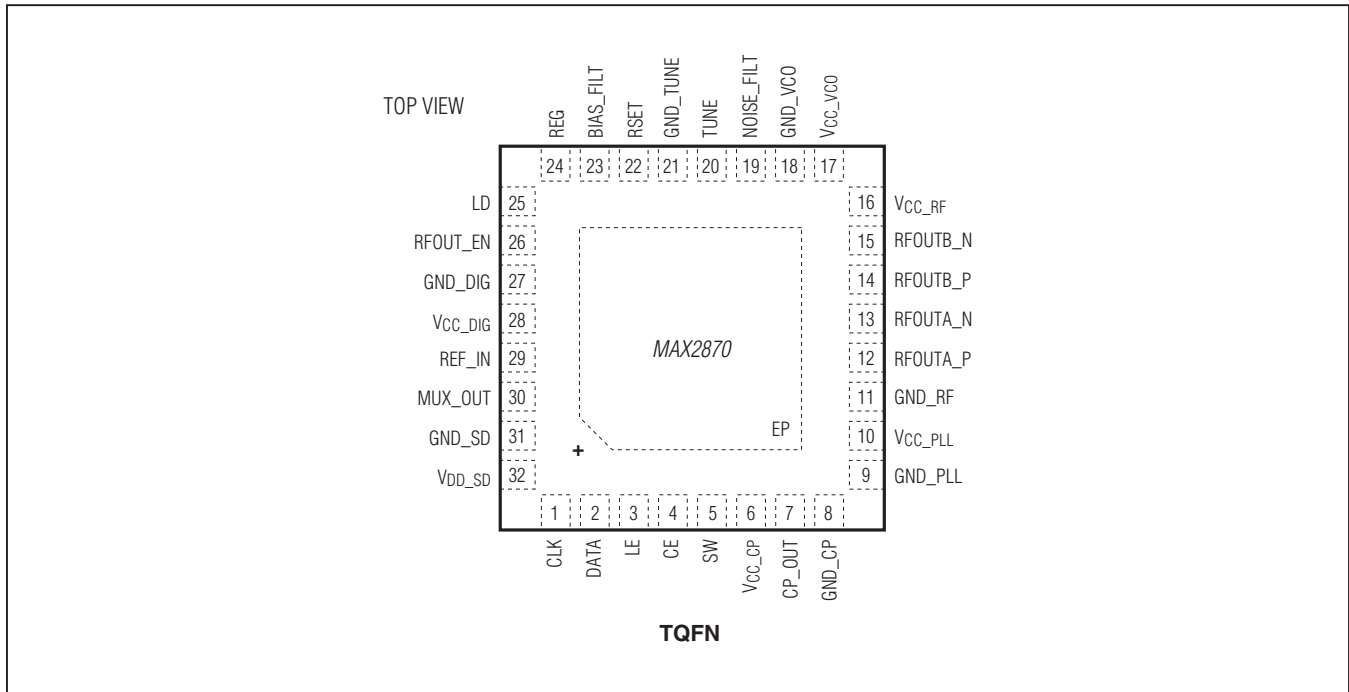 TOP VIEW
REG
BIAS_FILT
RSET
GND_TUNE
TUNE
NOISE_FILT
GND_VCO
VCC_VCO
24 23 22 21 20 19 18 17
LD 25
RFOUT_EN 26
GND_DIG 27
VCC_DIG 28
REF_IN 29
MUX_OUT 30
GND_SD 31
VDD_SD 32
16 VCC_RF
15 RFOUTB_N
14 RFOUTB_P
13 RFOUTA_N
12 RFOUTA_P
11 GND_RF
10 VCC_PLL
9 GND_PLL
MAX2870
EP
+
1 2 3 4 5 6 7 8
CLK
DATA
LE
CE
SW
VCC_CP
CP_OUT
GND_CP
TQFN